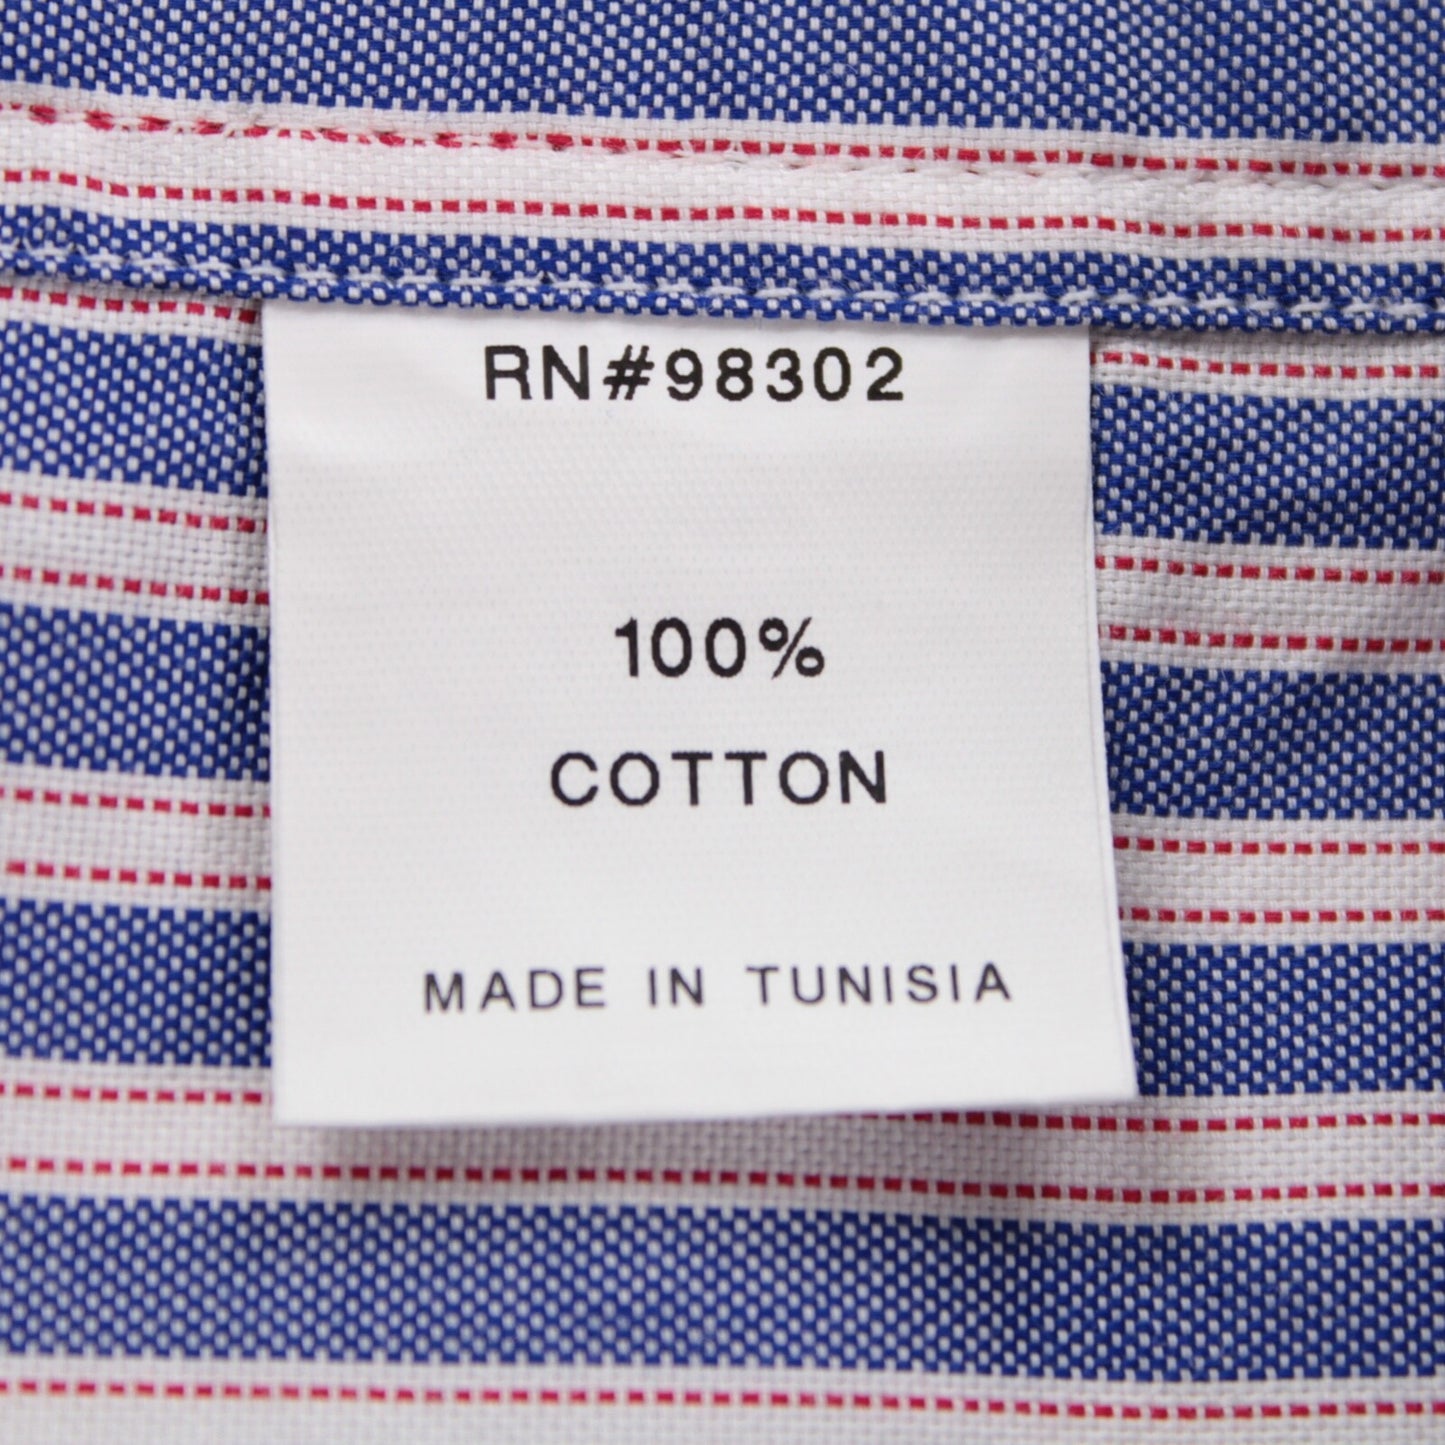 RN#98302
100%
COTTON
MADE IN TUNISIA